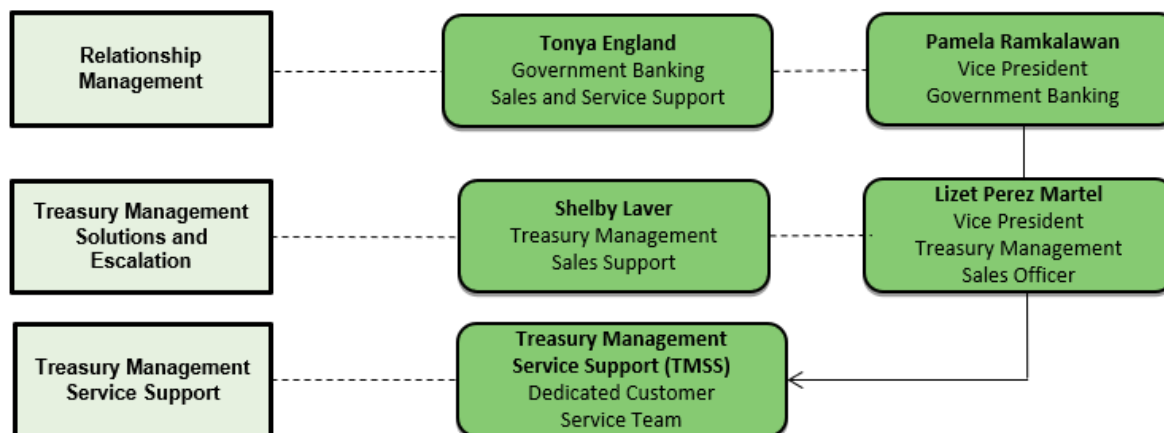 Relationship
Management
Tonya England
Government Banking
Sales and Service Support
Pamela Ramkalawan
Vice President
Government Banking
Treasury Management
Solutions and
Escalation
Shelby Laver
Treasury Management
Sales Support
Lizet Perez Martel
Vice President
Treasury Management
Sales Officer
Treasury Management
Service Support
Treasury Management
Service Support (TMSS)
Dedicated Customer
Service Team